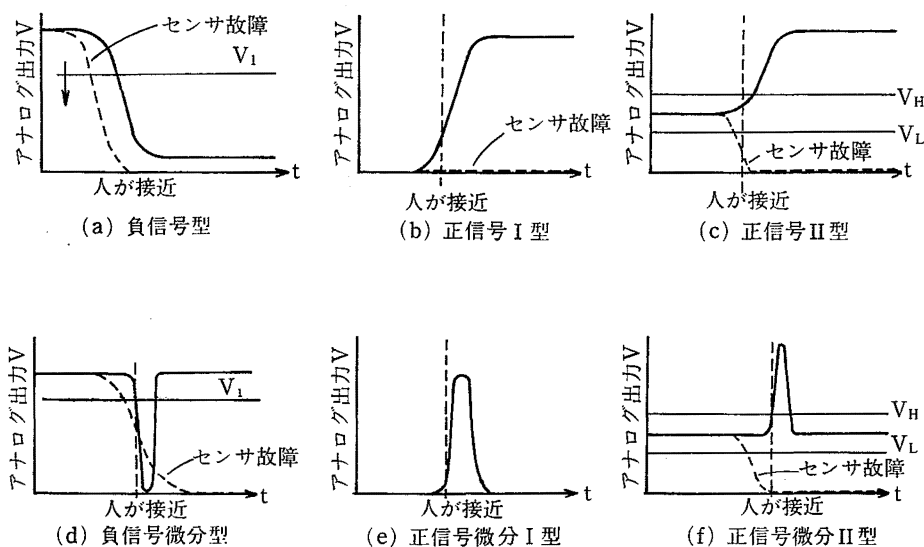 アナログ出力V
センサ故障
V₁
t
人が接近
(a) 負信号型
アナログ出力V
センサ故障
t
人が接近
(b) 正信号Ⅰ型
アナログ出力V
V_H
V_L
センサ故障
t
人が接近
(c) 正信号Ⅱ型
アナログ出力V
V₁
センサ故障
t
人が接近
(d) 負信号微分型
アナログ出力V
t
人が接近
(e) 正信号微分Ⅰ型
アナログ出力V
V_H
V_L
センサ故障
t
人が接近
(f) 正信号微分Ⅱ型